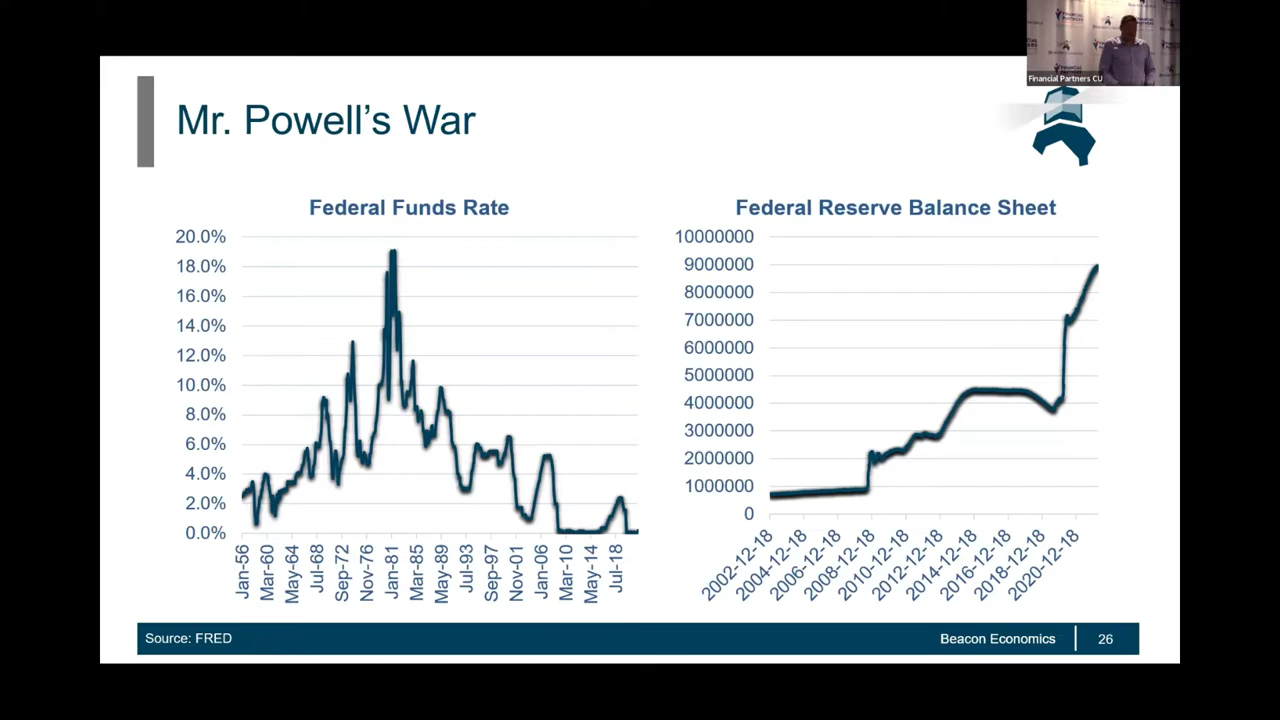 Financial Partners CU
Mr. Powell's War
Federal Funds Rate
20.0%
18.0%
16.0%
14.0%
12.0%
10.0%
8.0%
6.0%
4.0%
2.0%
0.0%
Jan-56
Mar-60
May-64
Jul-68
Sep-72
Nov-76
Jan-81
Mar-85
May-89
Jul-93
Sep-97
Nov-01
Jan-06
Mar-10
May-14
Jul-18
Federal Reserve Balance Sheet
10000000
9000000
8000000
7000000
6000000
5000000
4000000
3000000
2000000
1000000
0
2002-12-18
2004-12-18
2006-12-18
2008-12-18
2010-12-18
2012-12-18
2014-12-18
2016-12-18
2018-12-18
2020-12-18
Source: FRED
Beacon Economics
26